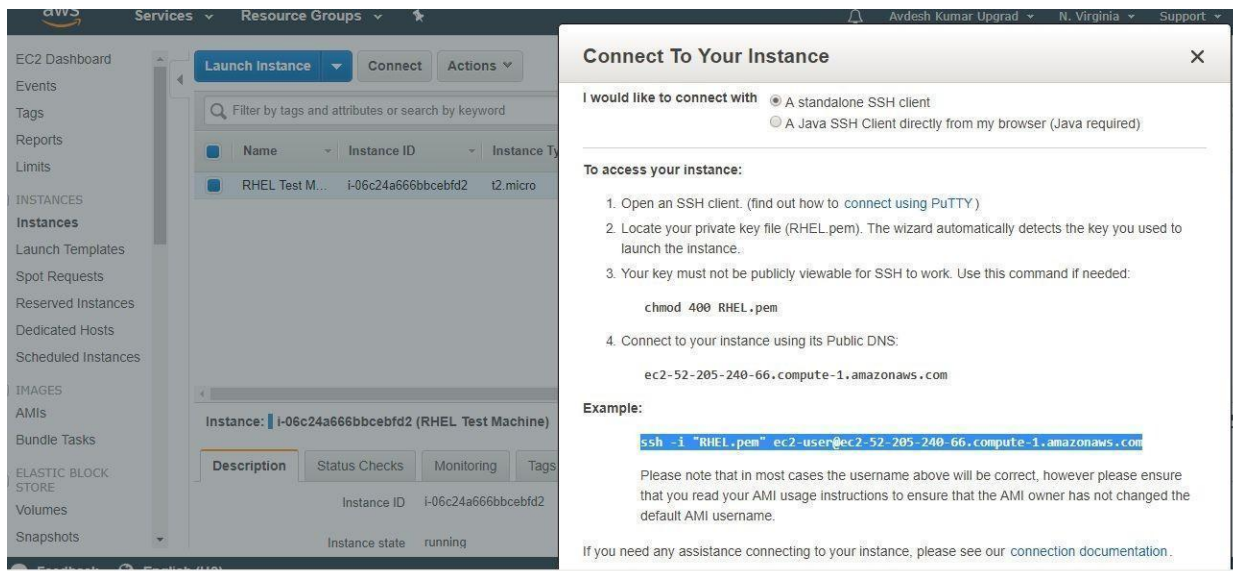 aws Services Resource Groups Avdesh Kumar Upgrad N. Virginia Support
EC2 Dashboard
Events
Tags
Reports
Limits
INSTANCES
Instances
Launch Templates
Spot Requests
Reserved Instances
Dedicated Hosts
Scheduled Instances
IMAGES
AMIs
Bundle Tasks
ELASTIC BLOCK
STORE
Volumes
Snapshots
Launch Instance Connect Actions
Filter by tags and attributes or search by keyword
Name Instance ID Instance Ty
RHEL Test M... i-06c24a666bbcebfd2 t2.micro
Instance: i-06c24a666bbcebfd2 (RHEL Test Machine)
Description Status Checks Monitoring Tags
Instance ID i-06c24a666bbcebfd2
Instance state running
Connect To Your Instance
I would like to connect with A standalone SSH client
A Java SSH Client directly from my browser (Java required)
To access your instance:
1. Open an SSH client. (find out how to connect using PuTTY)
2. Locate your private key file (RHEL.pem). The wizard automatically detects the key you used to
launch the instance.
3. Your key must not be publicly viewable for SSH to work. Use this command if needed:
chmod 400 RHEL.pem
4. Connect to your instance using its Public DNS:
ec2-52-205-240-66.compute-1.amazonaws.com
Example:
ssh -i "RHEL.pem" ec2-user@ec2-52-205-240-66.compute-1.amazonaws.com
Please note that in most cases the username above will be correct, however please ensure
that you read your AMI usage instructions to ensure that the AMI owner has not changed the
default AMI username.
If you need any assistance connecting to your instance, please see our connection documentation.